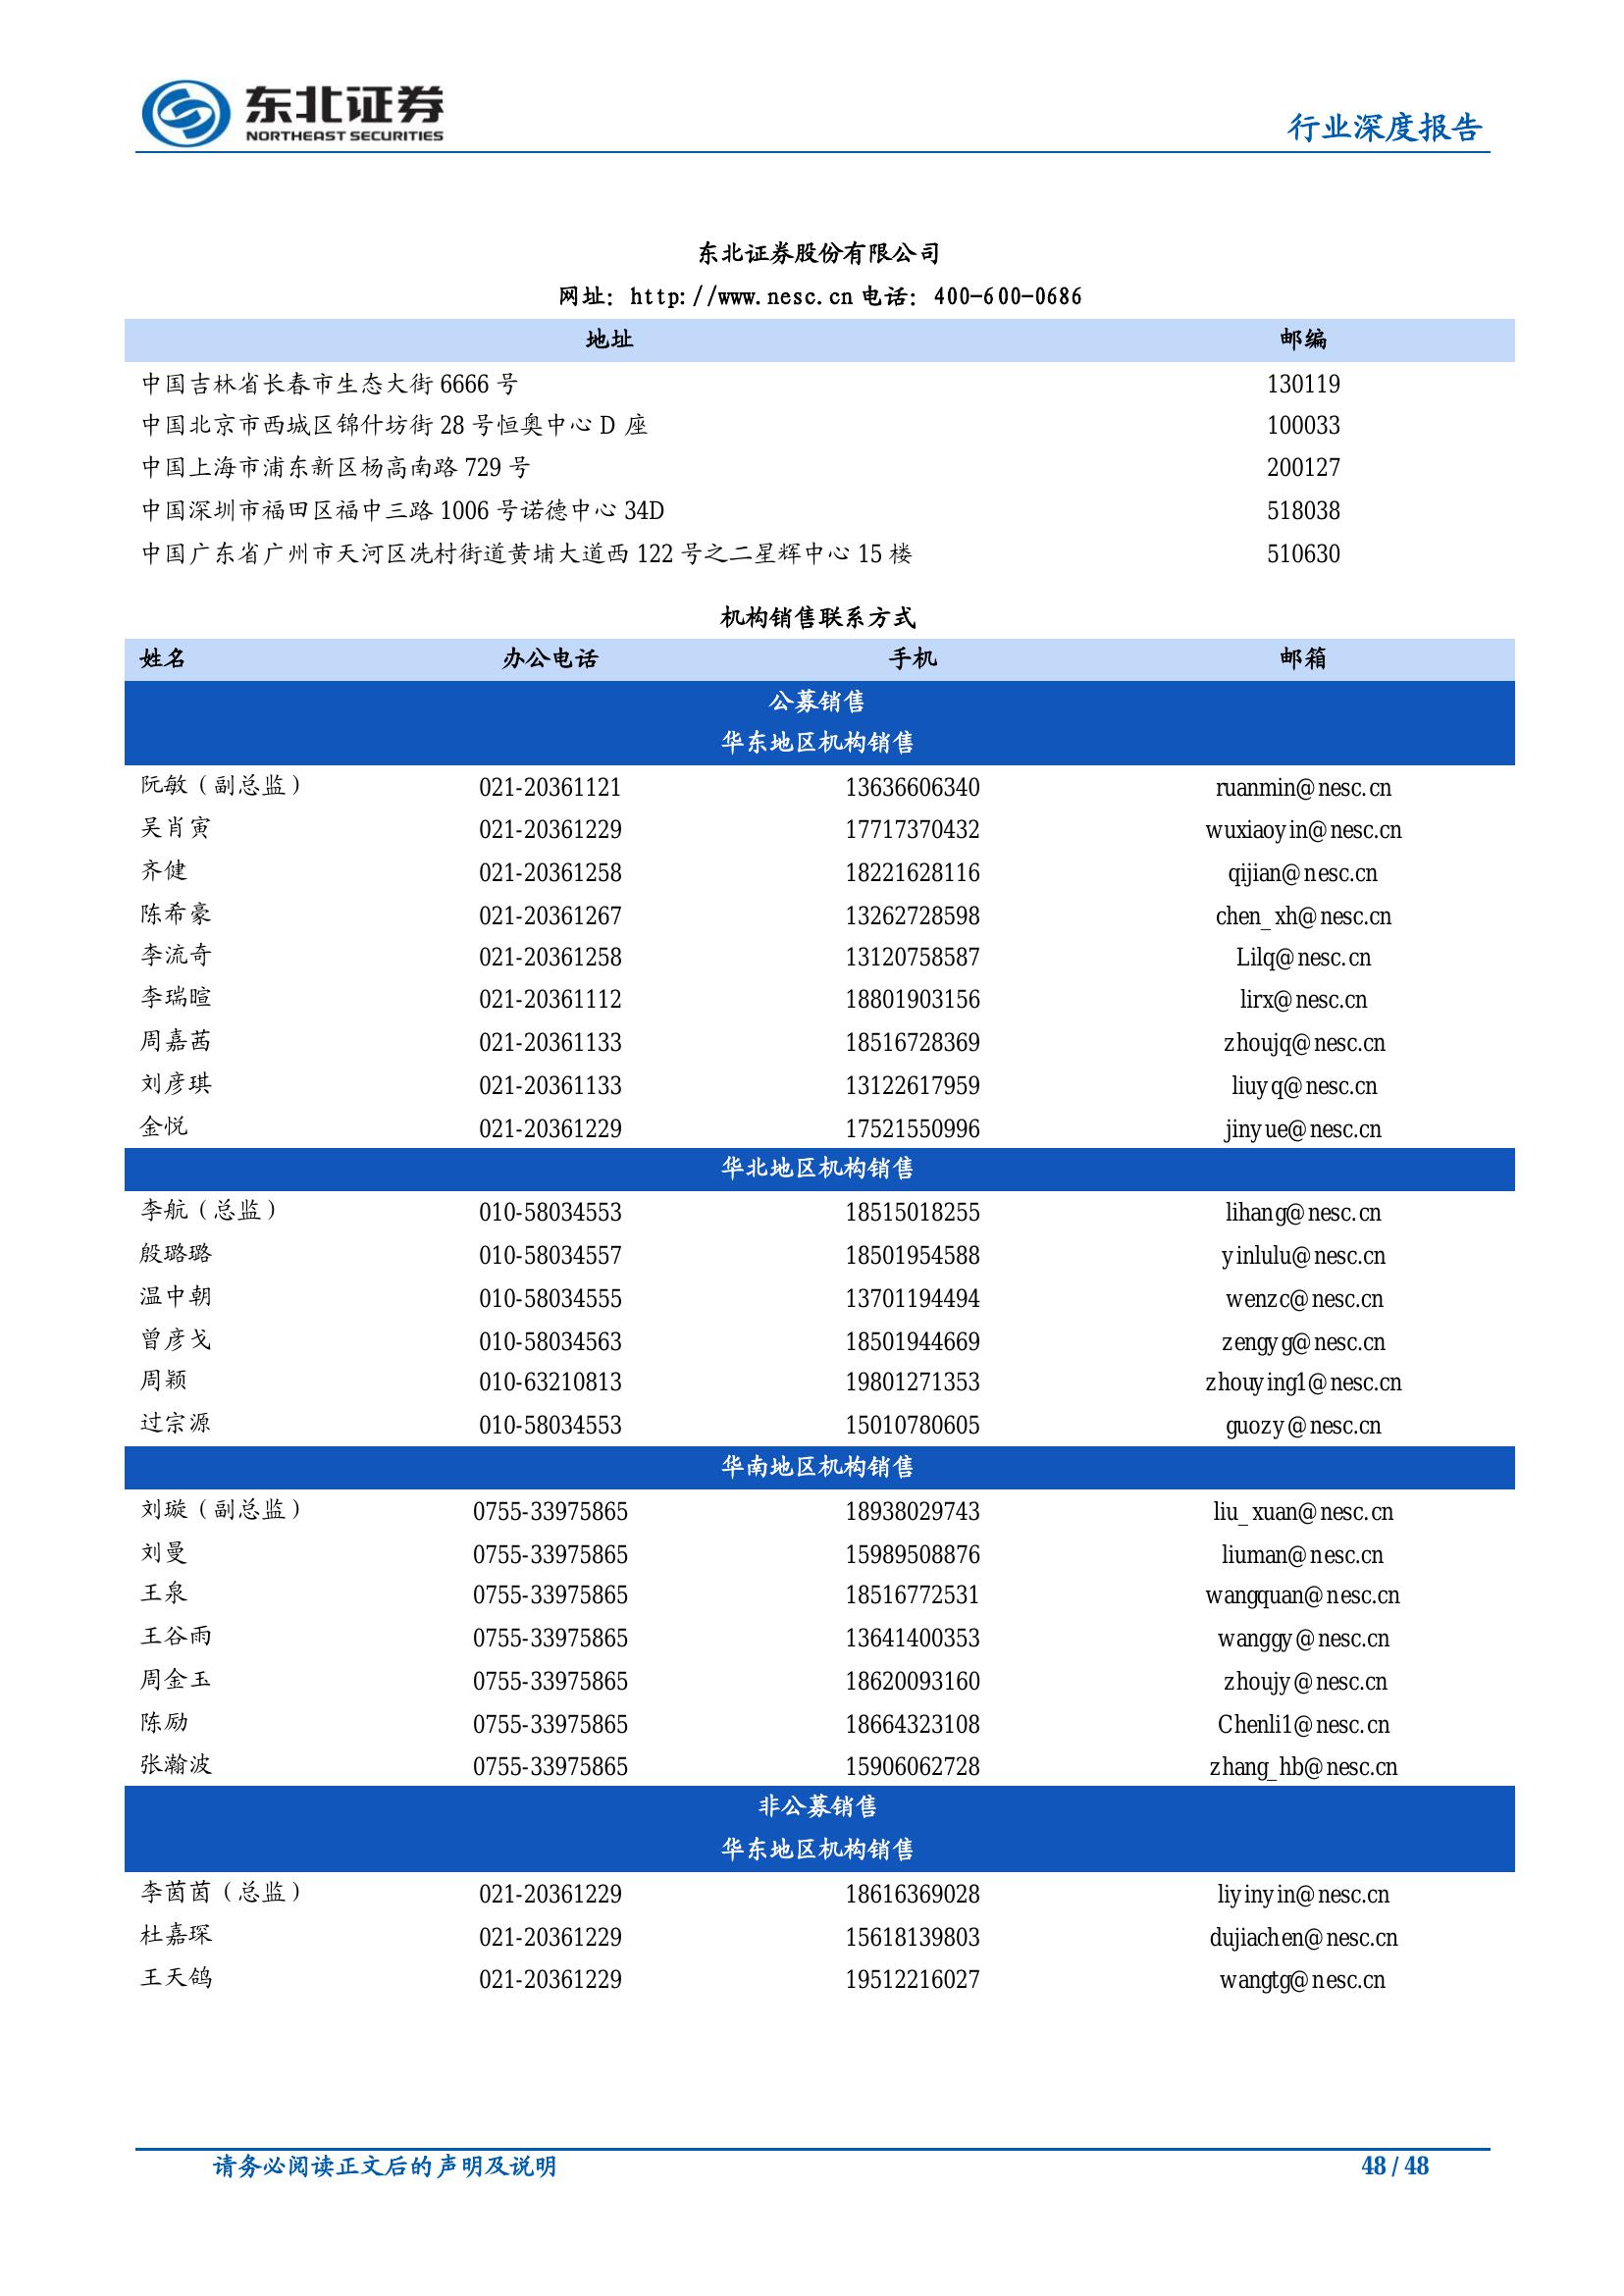 东北证券
NORTHEAST SECURITIES
行业深度报告
东北证券股份有限公司
网址：http://www.nesc.cn 电话：400-600-0686
地址 邮编
中国吉林省长春市生态大街 6666 号 130119
中国北京市西城区锦什坊街 28 号恒奥中心 D 座 100033
中国上海市浦东新区杨高南路 729 号 200127
中国深圳市福田区福中三路 1006 号诺德中心 34D 518038
中国广东省广州市天河区冼村街道黄埔大道西 122 号之二星辉中心 15 楼 510630
机构销售联系方式
姓名 办公电话 手机 邮箱
公募销售
华东地区机构销售
阮敏（副总监） 021-20361121 13636606340 ruanmin@nesc.cn
吴肖寅 021-20361229 17717370432 wuxiaoyin@nesc.cn
齐健 021-20361258 18221628116 qijian@nesc.cn
陈希豪 021-20361267 13262728598 chen_xh@nesc.cn
李流奇 021-20361258 13120758587 Lilq@nesc.cn
李瑞暄 021-20361112 18801903156 lirx@nesc.cn
周嘉茜 021-20361133 18516728369 zhoujq@nesc.cn
刘彦琪 021-20361133 13122617959 liuyq@nesc.cn
金悦 021-20361229 17521550996 jinyue@nesc.cn
华北地区机构销售
李航（总监） 010-58034553 18515018255 lihang@nesc.cn
殷璐璐 010-58034557 18501954588 yinlulu@nesc.cn
温中朝 010-58034555 13701194494 wenzc@nesc.cn
曾彦戈 010-58034563 18501944669 zengyg@nesc.cn
周颖 010-63210813 19801271353 zhouying1@nesc.cn
过宗源 010-58034553 15010780605 guozy@nesc.cn
华南地区机构销售
刘璇（副总监） 0755-33975865 18938029743 liu_xuan@nesc.cn
刘曼 0755-33975865 15989508876 liuman@nesc.cn
王泉 0755-33975865 18516772531 wangquan@nesc.cn
王谷雨 0755-33975865 13641400353 wanggy@nesc.cn
周金玉 0755-33975865 18620093160 zhoujy@nesc.cn
陈励 0755-33975865 18664323108 Chenli1@nesc.cn
张瀚波 0755-33975865 15906062728 zhang_hb@nesc.cn
非公募销售
华东地区机构销售
李茵茵（总监） 021-20361229 18616369028 liyinyin@nesc.cn
杜嘉琛 021-20361229 15618139803 dujiachen@nesc.cn
王天鸽 021-20361229 19512216027 wangtg@nesc.cn
请务必阅读正文后的声明及说明 48 / 48